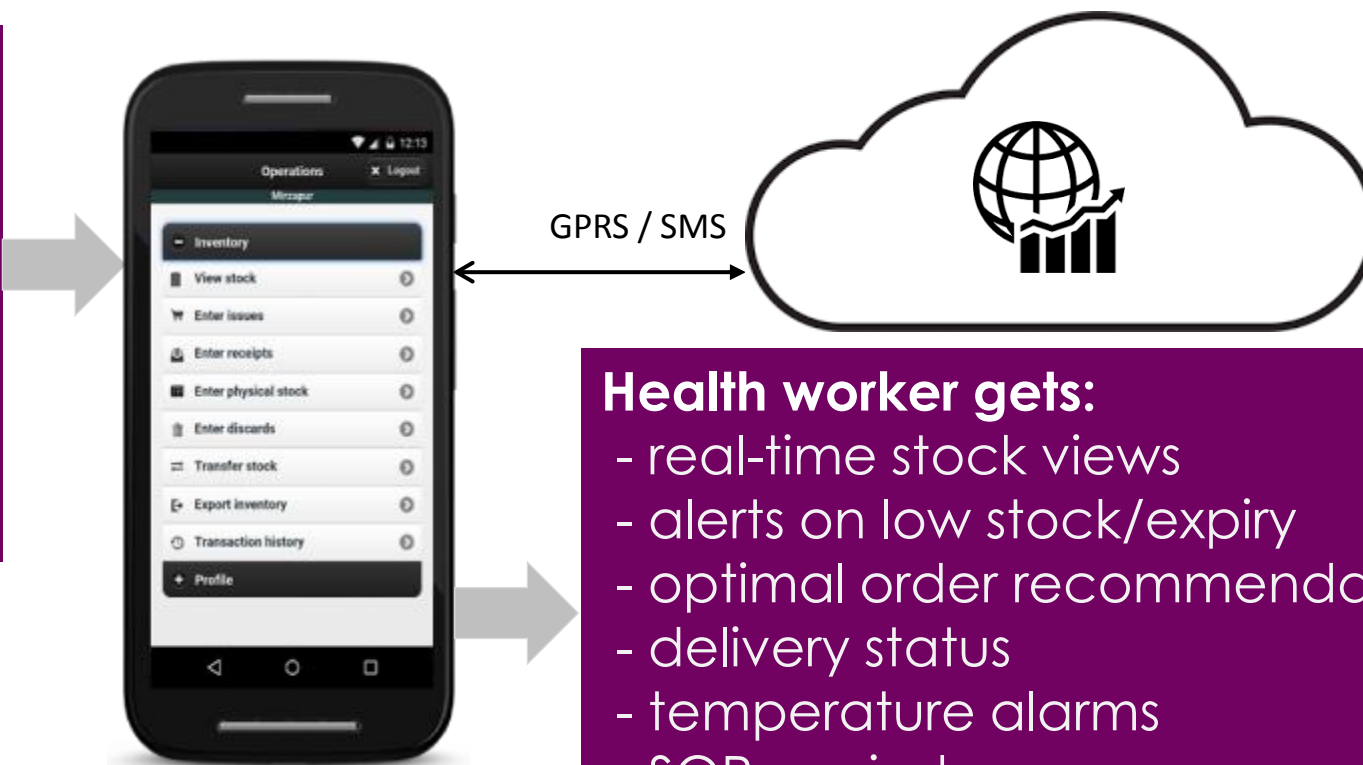 12:13
Operations
x Logout
Mirzapur
Inventory
View stock
Enter issues
Enter receipts
Enter physical stock
Enter discards
Transfer stock
Export inventory
Transaction history
Profile
GPRS / SMS
Health worker gets:
- real-time stock views
- alerts on low stock/expiry
- optimal order
- delivery status
- temperature alarms